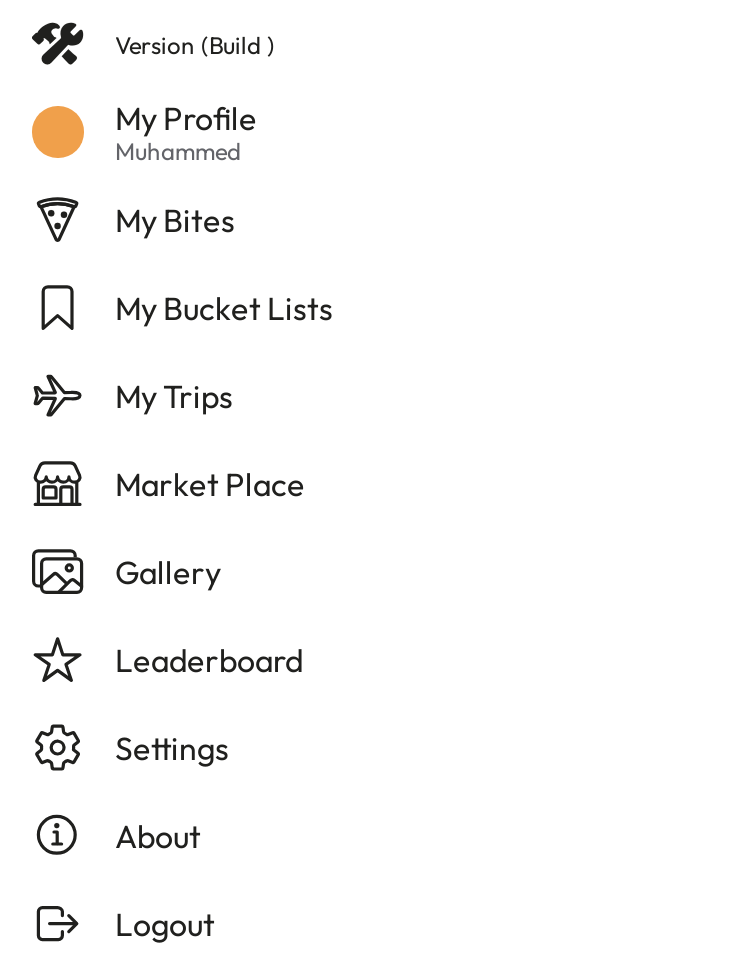 Version (Build )
My Profile
Muhammed
My Bites
My Bucket Lists
My Trips
Market Place
Gallery
Leaderboard
Settings
About
Logout